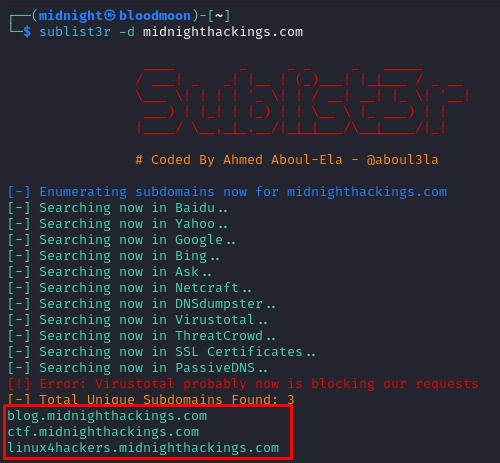 ┌──(midnight㉿bloodmoon)-[~]
└─$ sublist3r -d midnighthackings.com
Sublist3r
# Coded By Ahmed Aboul-Ela - @aboul3la
[-] Enumerating subdomains now for midnighthackings.com
[-] Searching now in Baidu..
[-] Searching now in Yahoo..
[-] Searching now in Google..
[-] Searching now in Bing..
[-] Searching now in Ask..
[-] Searching now in Netcraft..
[-] Searching now in DNSdumpster..
[-] Searching now in Virustotal..
[-] Searching now in ThreatCrowd..
[-] Searching now in SSL Certificates..
[-] Searching now in PassiveDNS..
[!] Error: Virustotal probably now is blocking our requests
[-] Total Unique Subdomains Found: 3
blog.midnighthackings.com
ctf.midnighthackings.com
linux4hackers.midnighthackings.com